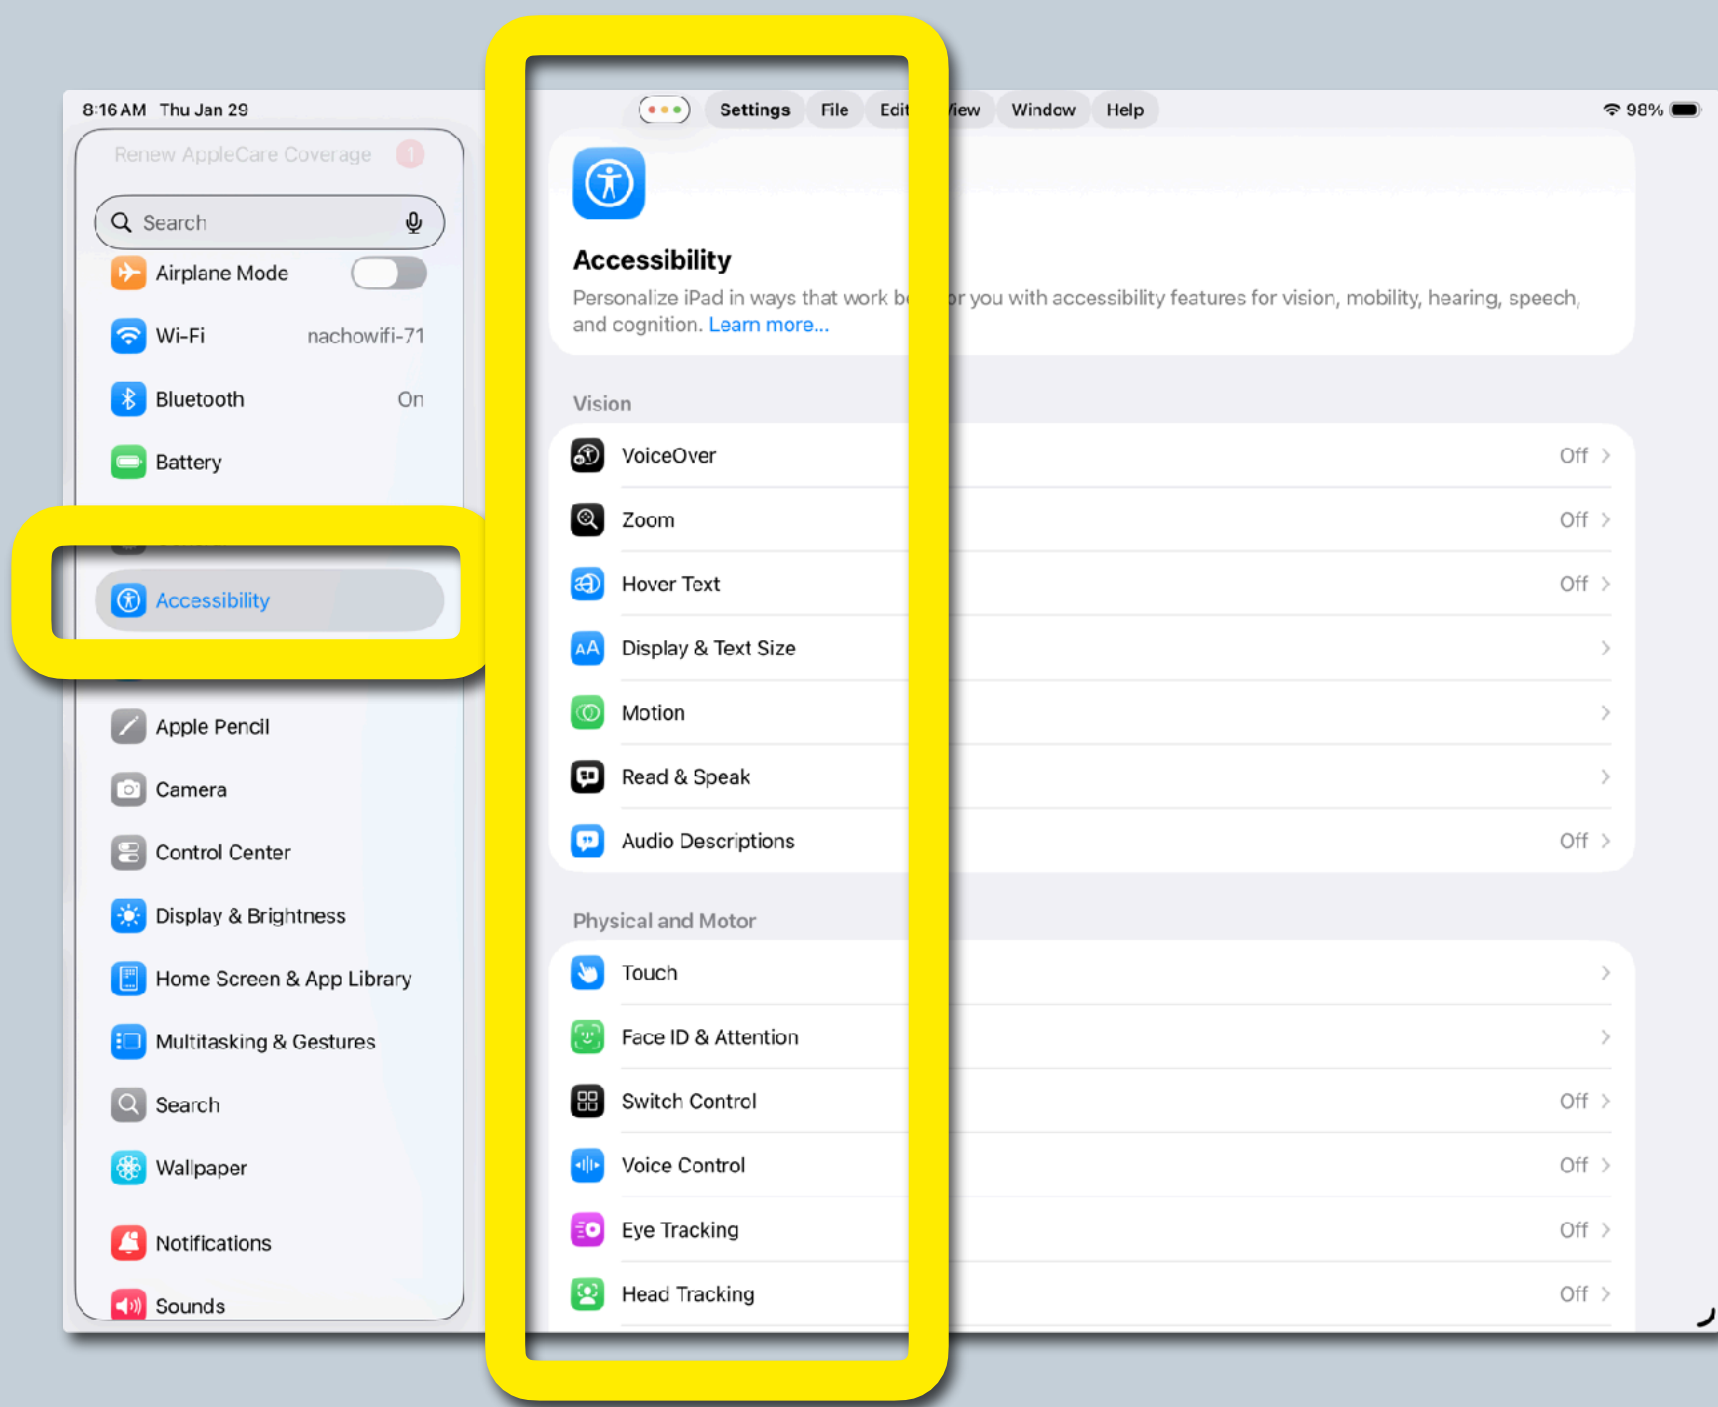 8:16 AM Thu Jan 29
Settings File Edit View Window Help
98%
Renew AppleCare Coverage 1
Search
Airplane Mode
Wi-Fi nachowifi-71
Bluetooth On
Battery
Accessibility
Apple Pencil
Camera
Control Center
Display & Brightness
Home Screen & App Library
Multitasking & Gestures
Search
Wallpaper
Notifications
Sounds
Accessibility
Personalize iPad in ways that work you with accessibility features for vision, mobility, hearing, speech,
and cognition. Learn more...
Vision
VoiceOver Off
Zoom Off
Hover Text Off
Display & Text Size
Motion
Read & Speak
Audio Descriptions Off
Physical and Motor
Touch
Face ID & Attention
Switch Control Off
Voice Control Off
Eye Tracking Off
Head Tracking Off